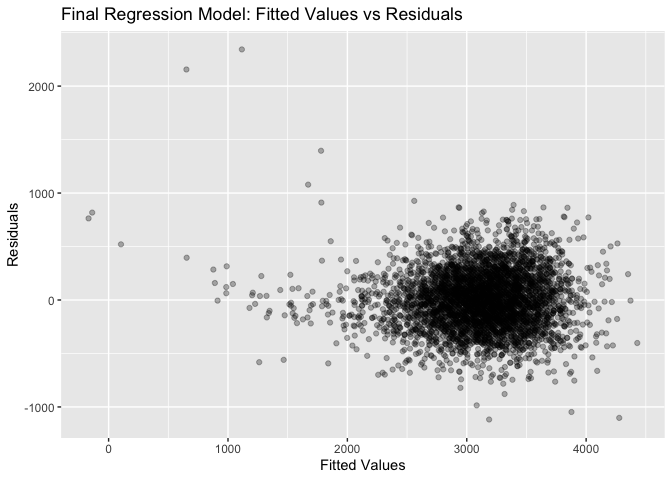 Final Regression Model: Fitted Values vs Residuals
2000
1000
0
-1000
Residuals
0 1000 2000 3000 4000
Fitted Values